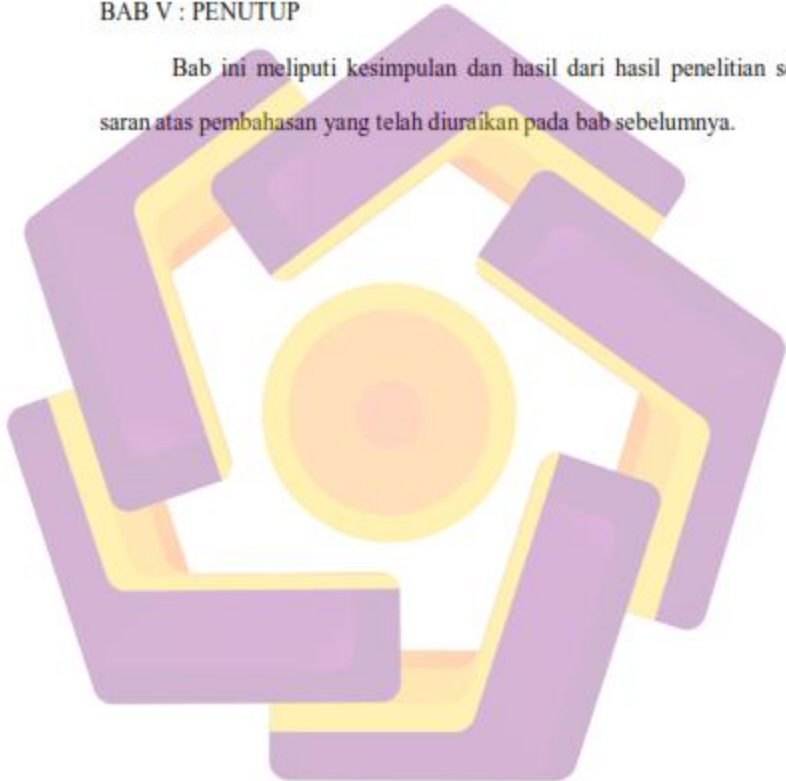 BAB V : PENUTUP
Bab ini meliputi kesimpulan dan hasil dari hasil penelitian
saran atas pembahasan yang telah diuraikan pada bab sebelumnya.